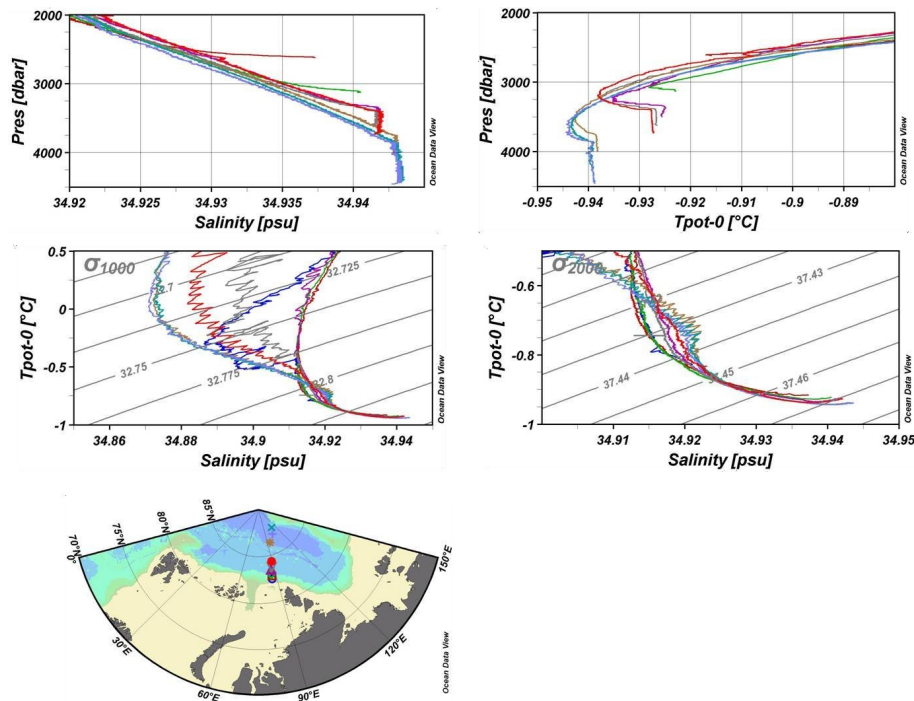 2000
3000
4000
Pres [dbar]
34.92 34.925 34.93 34.935 34.94
Salinity [psu]
Ocean Data View
2000
3000
4000
Pres [dbar]
-0.95 -0.94 -0.93 -0.92 -0.91 -0.9 -0.89
Tpot-0 [°C]
Ocean Data View
0.5
0
-0.5
-1
Tpot-0 [°C]
σ1000
32.7
32.725
32.75
32.775
32.8
34.86 34.88 34.9 34.92 34.94
Salinity [psu]
Ocean Data View
-0.6
-0.8
-1
Tpot-0 [°C]
σ2000
37.43
37.44
37.45
37.46
34.91 34.92 34.93 34.94 34.95
Salinity [psu]
Ocean Data View
85°N
80°N
75°N
70°N
0°
30°E
60°E
90°E
120°E
150°E
Ocean Data View